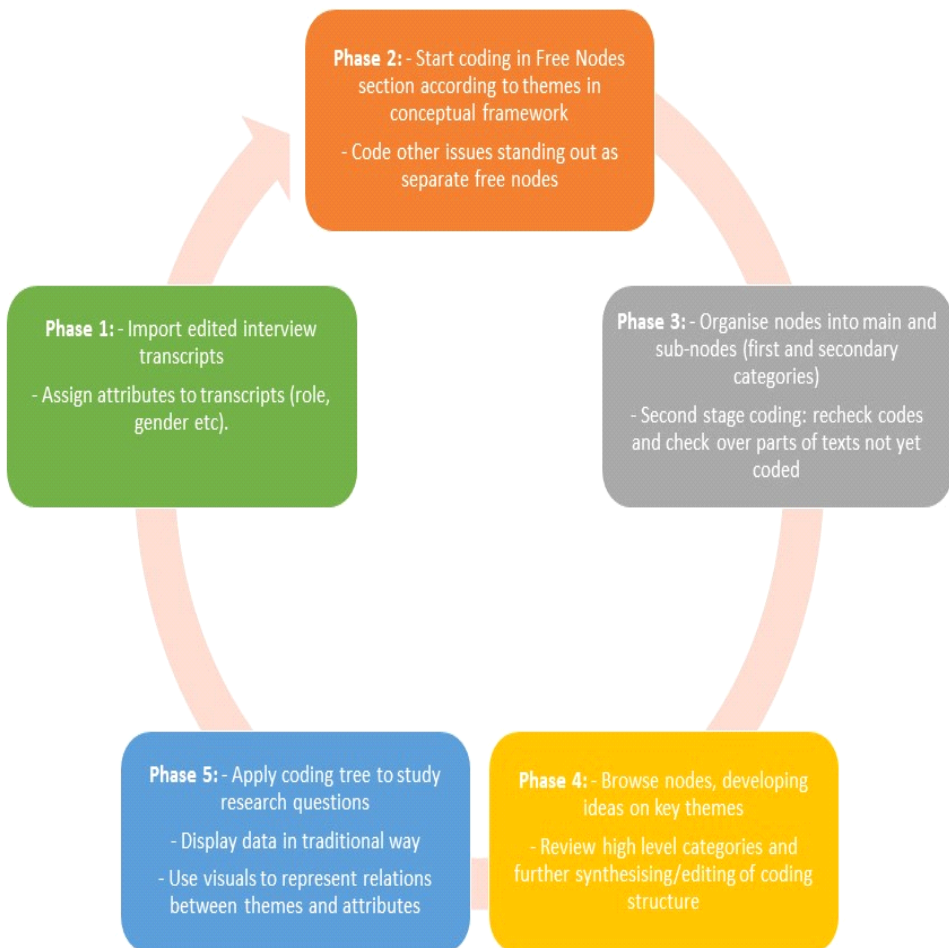 Phase 2: - Start coding in Free Nodes
section according to themes in
conceptual framework
- Code other issues standing out as
separate free nodes
Phase 1: - Import edited interview
transcripts
- Assign attributes to transcripts (role,
gender etc).
Phase 3: - Organise nodes into main and
sub-nodes (first and secondary
categories)
- Second stage coding: recheck codes
and check over parts of texts not yet
coded
Phase 5: - Apply coding tree to study
research questions
- Display data in traditional way
- Use visuals to represent relations
between themes and attributes
Phase 4: - Browse nodes, developing
ideas on key themes
- Review high level categories and
further synthesising/editing of coding
structure